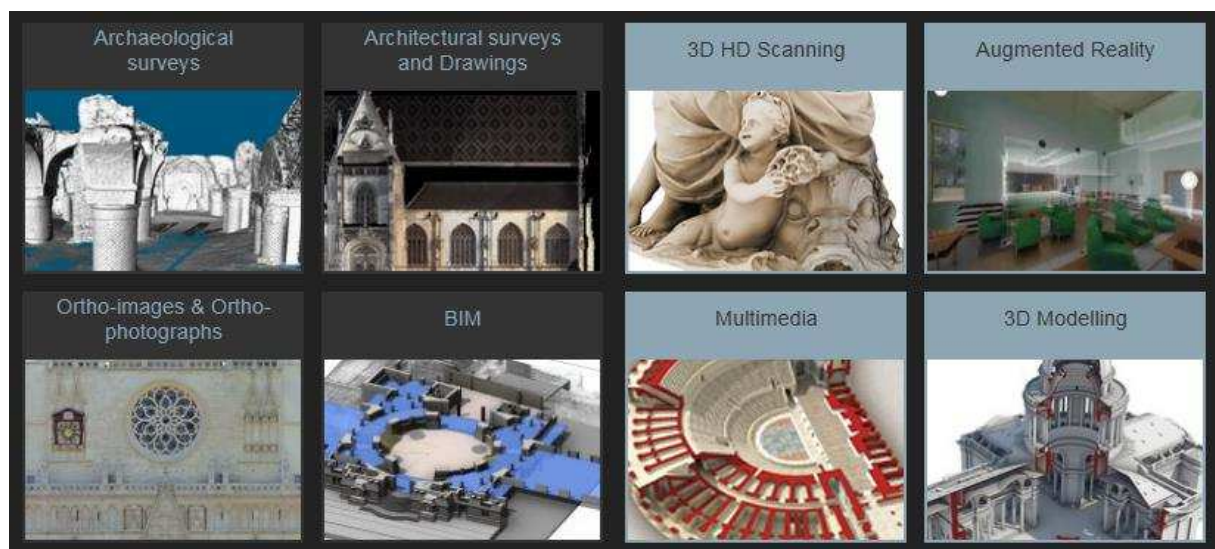 Archaeological
surveys
Architectural surveys
and Drawings
3D HD Scanning
Augmented Reality
Ortho-images & Ortho-
photographs
BIM
Multimedia
3D Modelling